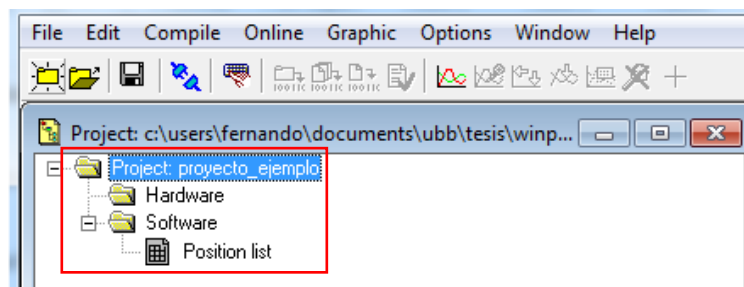 File Edit Compile Online Graphic Options Window Help
Project: c:\users\fernando\documents\ubb\tesis\winp...
Project: proyecto_ejemplo
Hardware
Software
Position list